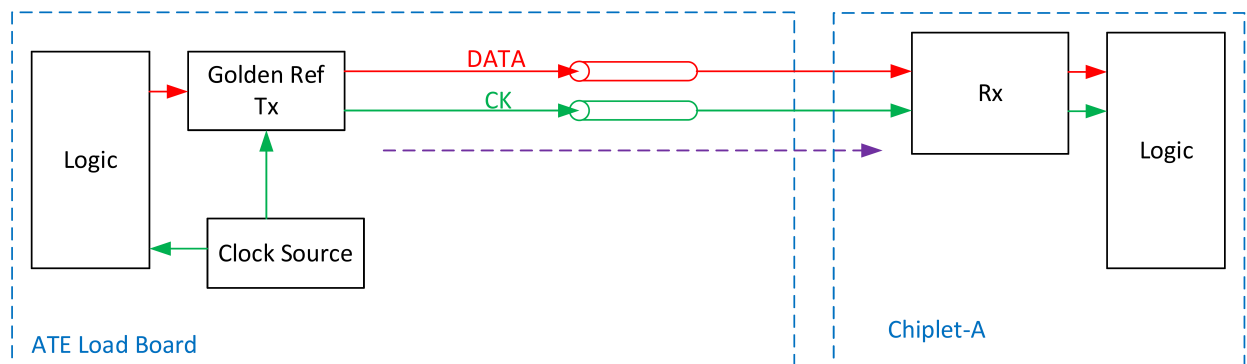 Logic
Golden Ref
Tx
DATA
CK
Clock Source
ATE Load Board
Rx
Logic
Chiplet-A